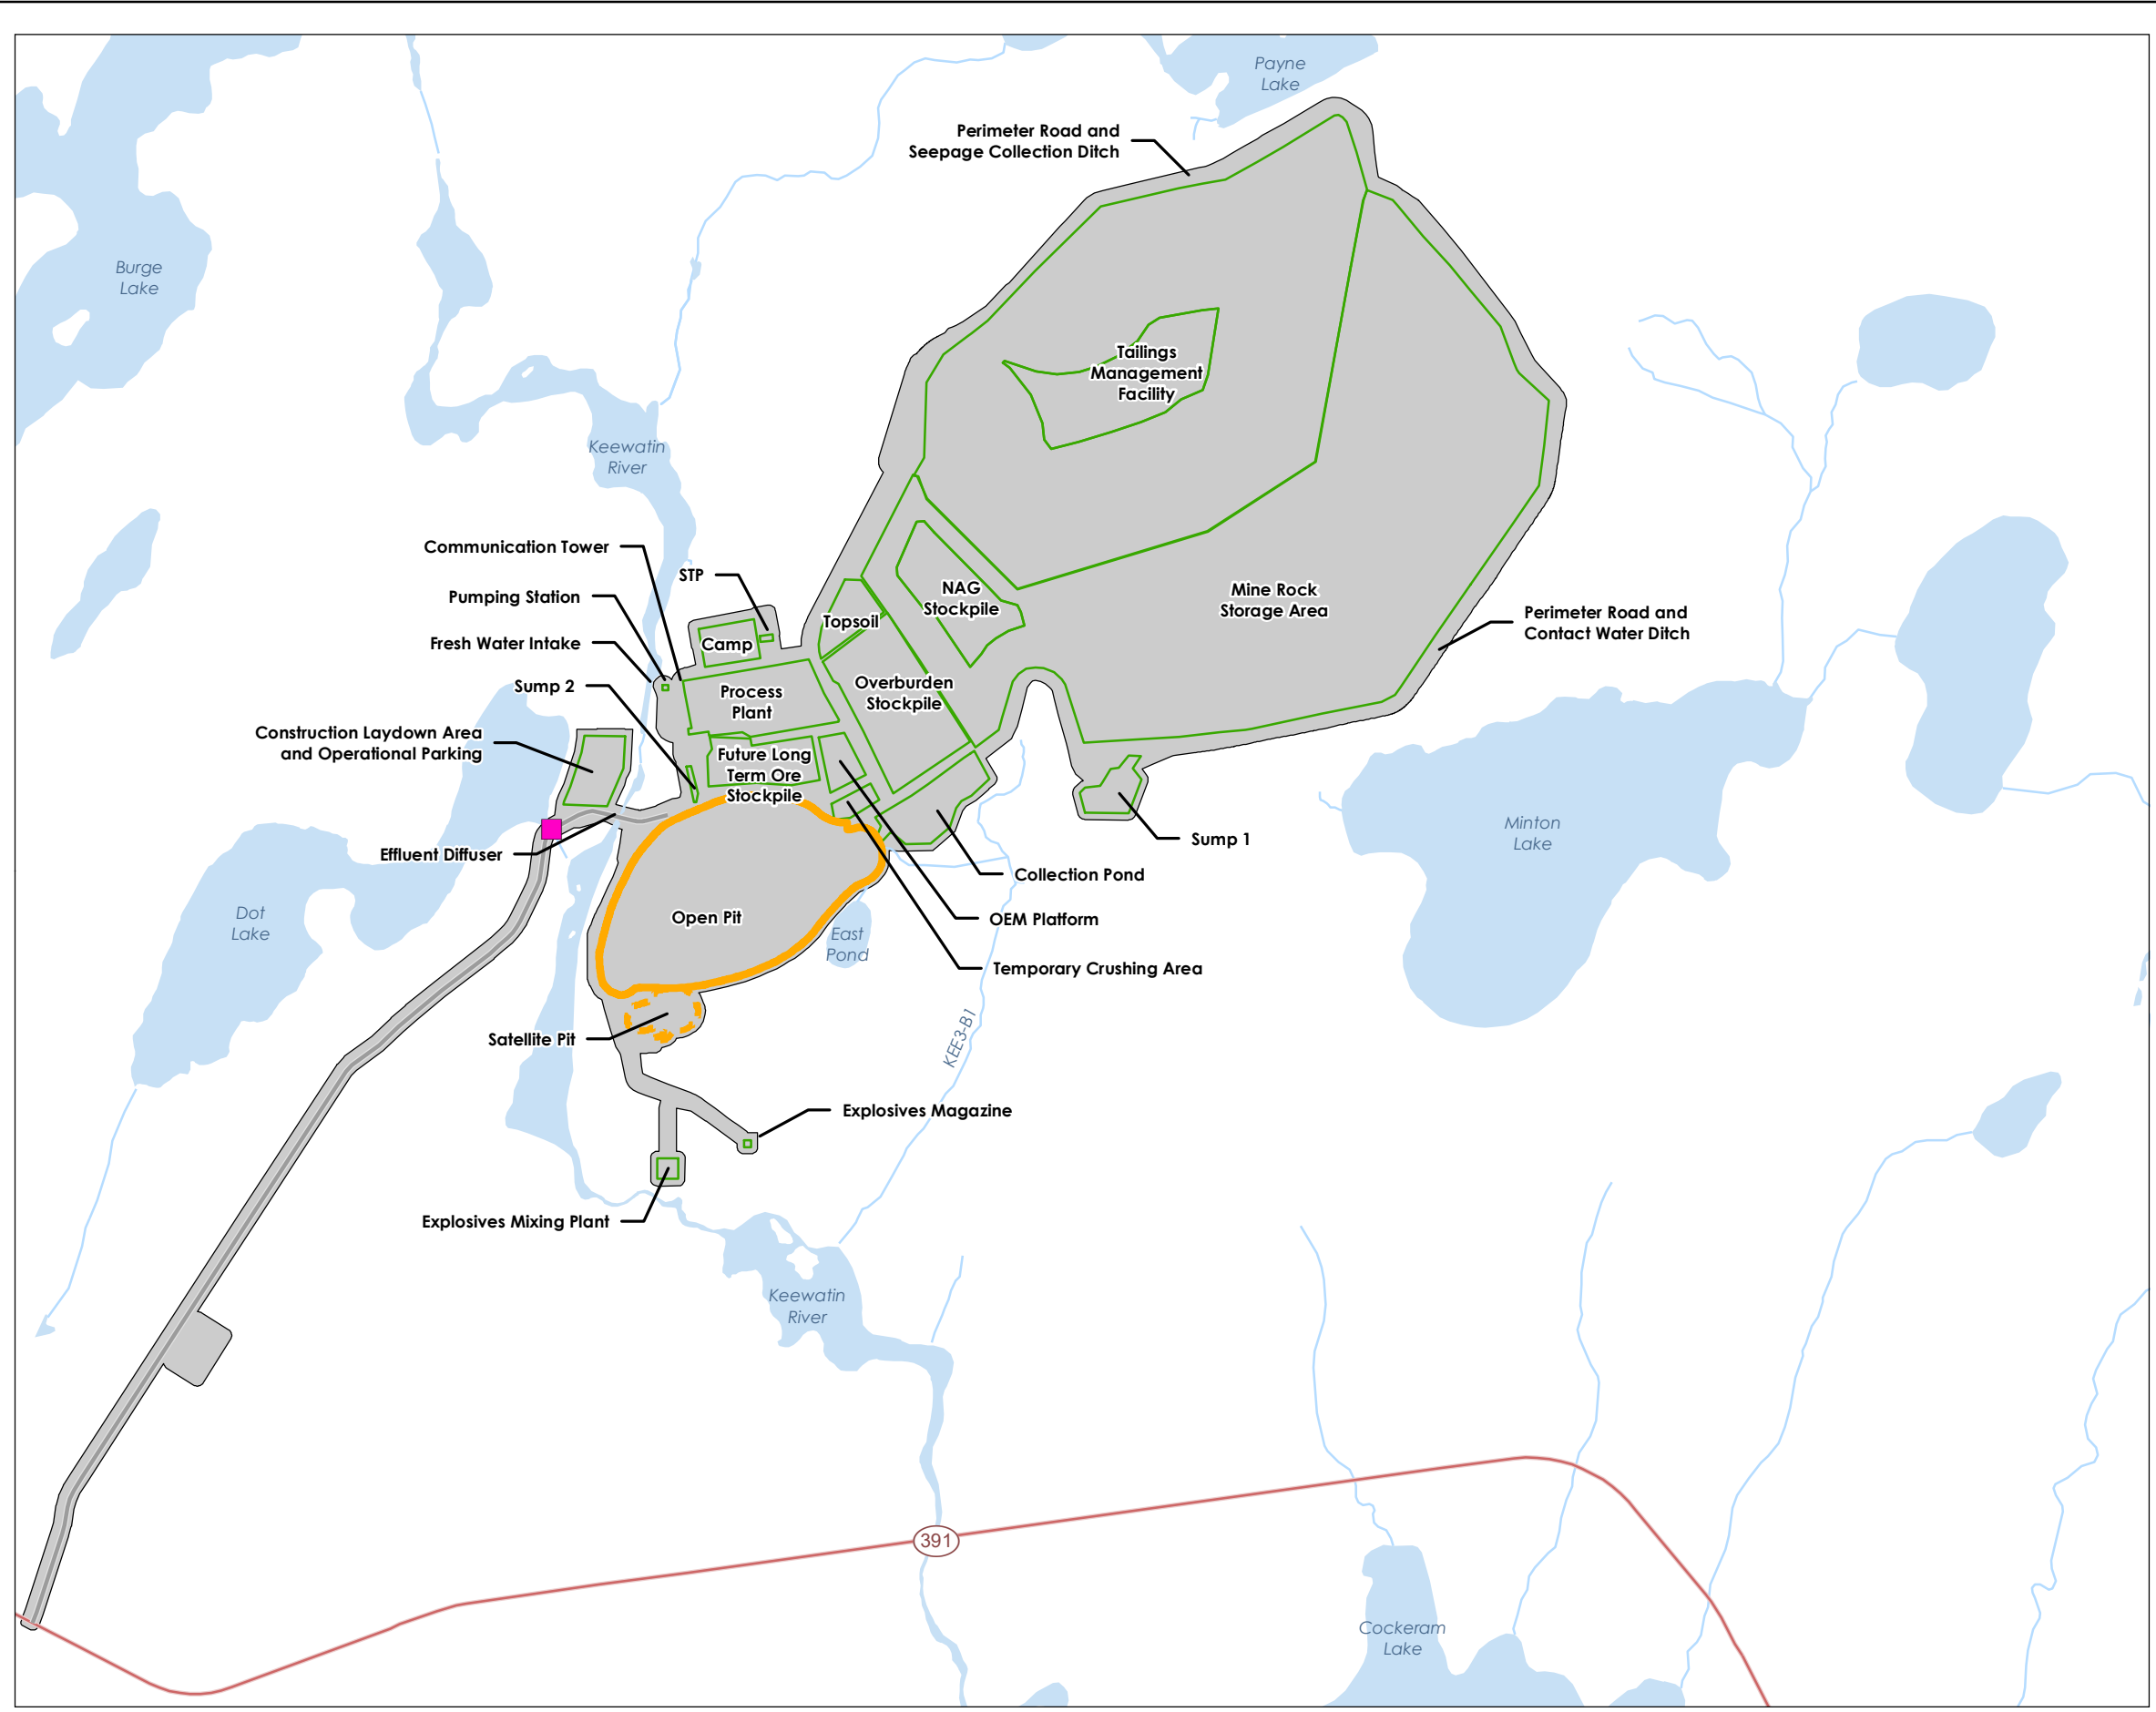 Payne
Lake
Perimeter Road and
Seepage Collection Ditch
Burge
Lake
Tailings
Management
Facility
Keewatin
River
Communication Tower
STP
Pumping Station
NAG
Stockpile
Mine Rock
Storage Area
Topsoil
Perimeter Road and
Contact Water Ditch
Fresh Water Intake
Camp
Sump 2
Process
Plant
Overburden
Stockpile
Construction Laydown Area
and Operational Parking
Future Long
Term Ore
Stockpile
Minton
Lake
Sump 1
Effluent Diffuser
Collection Pond
Dot
Lake
Open Pit
OEM Platform
East
Pond
Temporary Crushing Area
KEE3-B1
Satellite Pit
Explosives Magazine
Explosives Mixing Plant
Keewatin
River
391
Cockeram
Lake